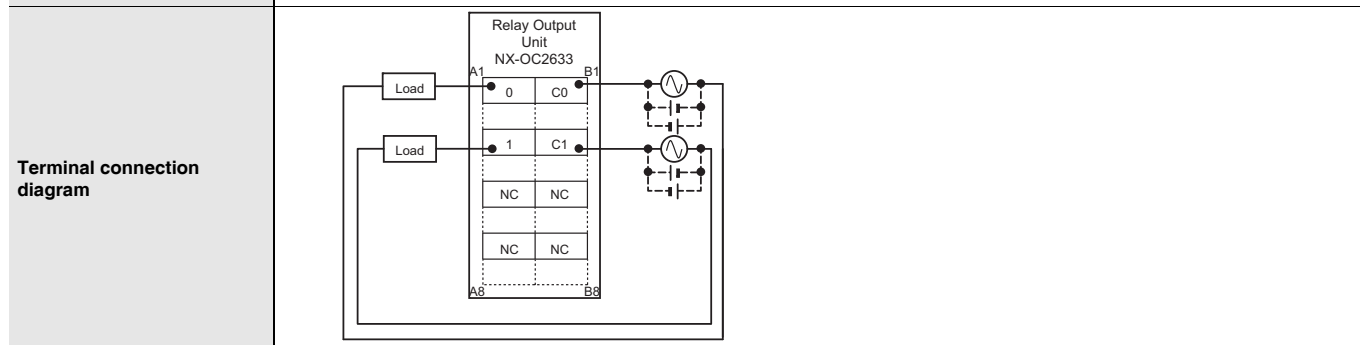 Terminal connection
diagram
Relay Output
Unit
NX-OC2633
A1 B1
Load 0 C0
Load 1 C1
NC NC
NC NC
A8 B8